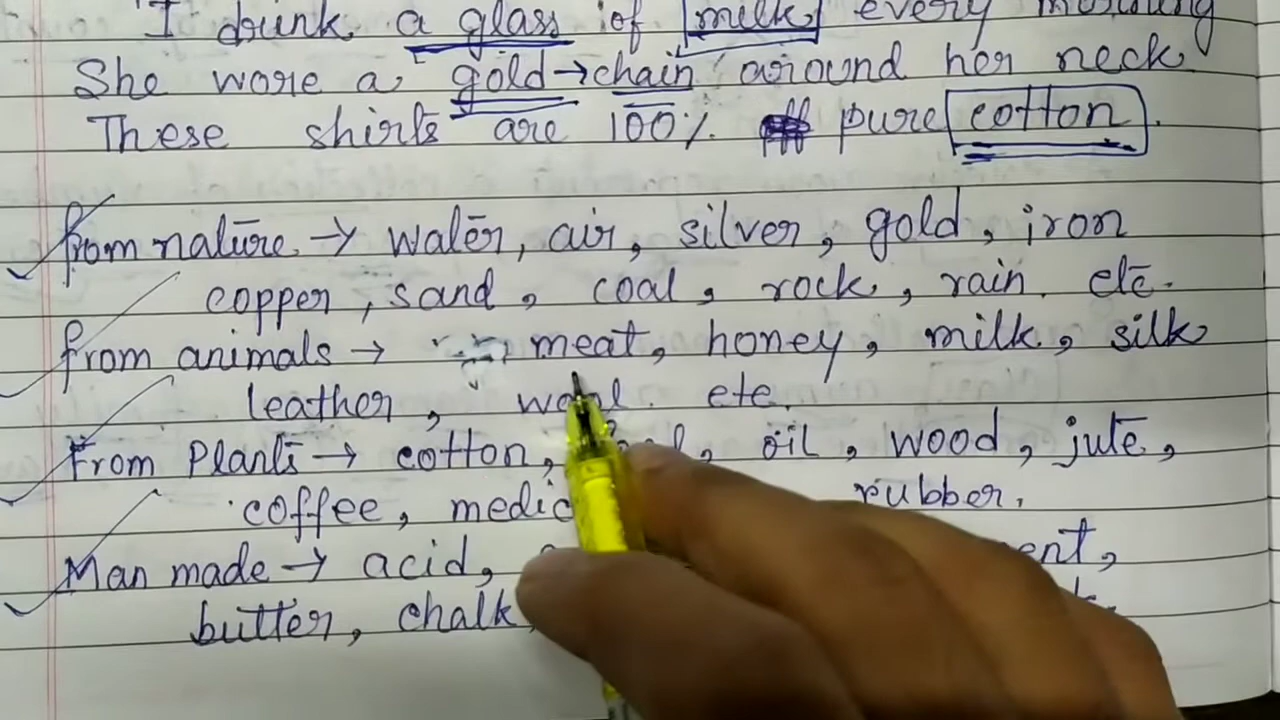 I drink a glass of milk every morning
She wore a gold → chain around her neck
These shirts are 100% pure cotton.
from nature → water, air, silver, gold, iron
copper, sand, coal, rock, rain. etc.
from animals → meat, honey, milk, silk
leather, wool. etc.
From Plants → cotton, oil, wood, jute,
coffee, rubber.
Man made → acid,
butter, chalk